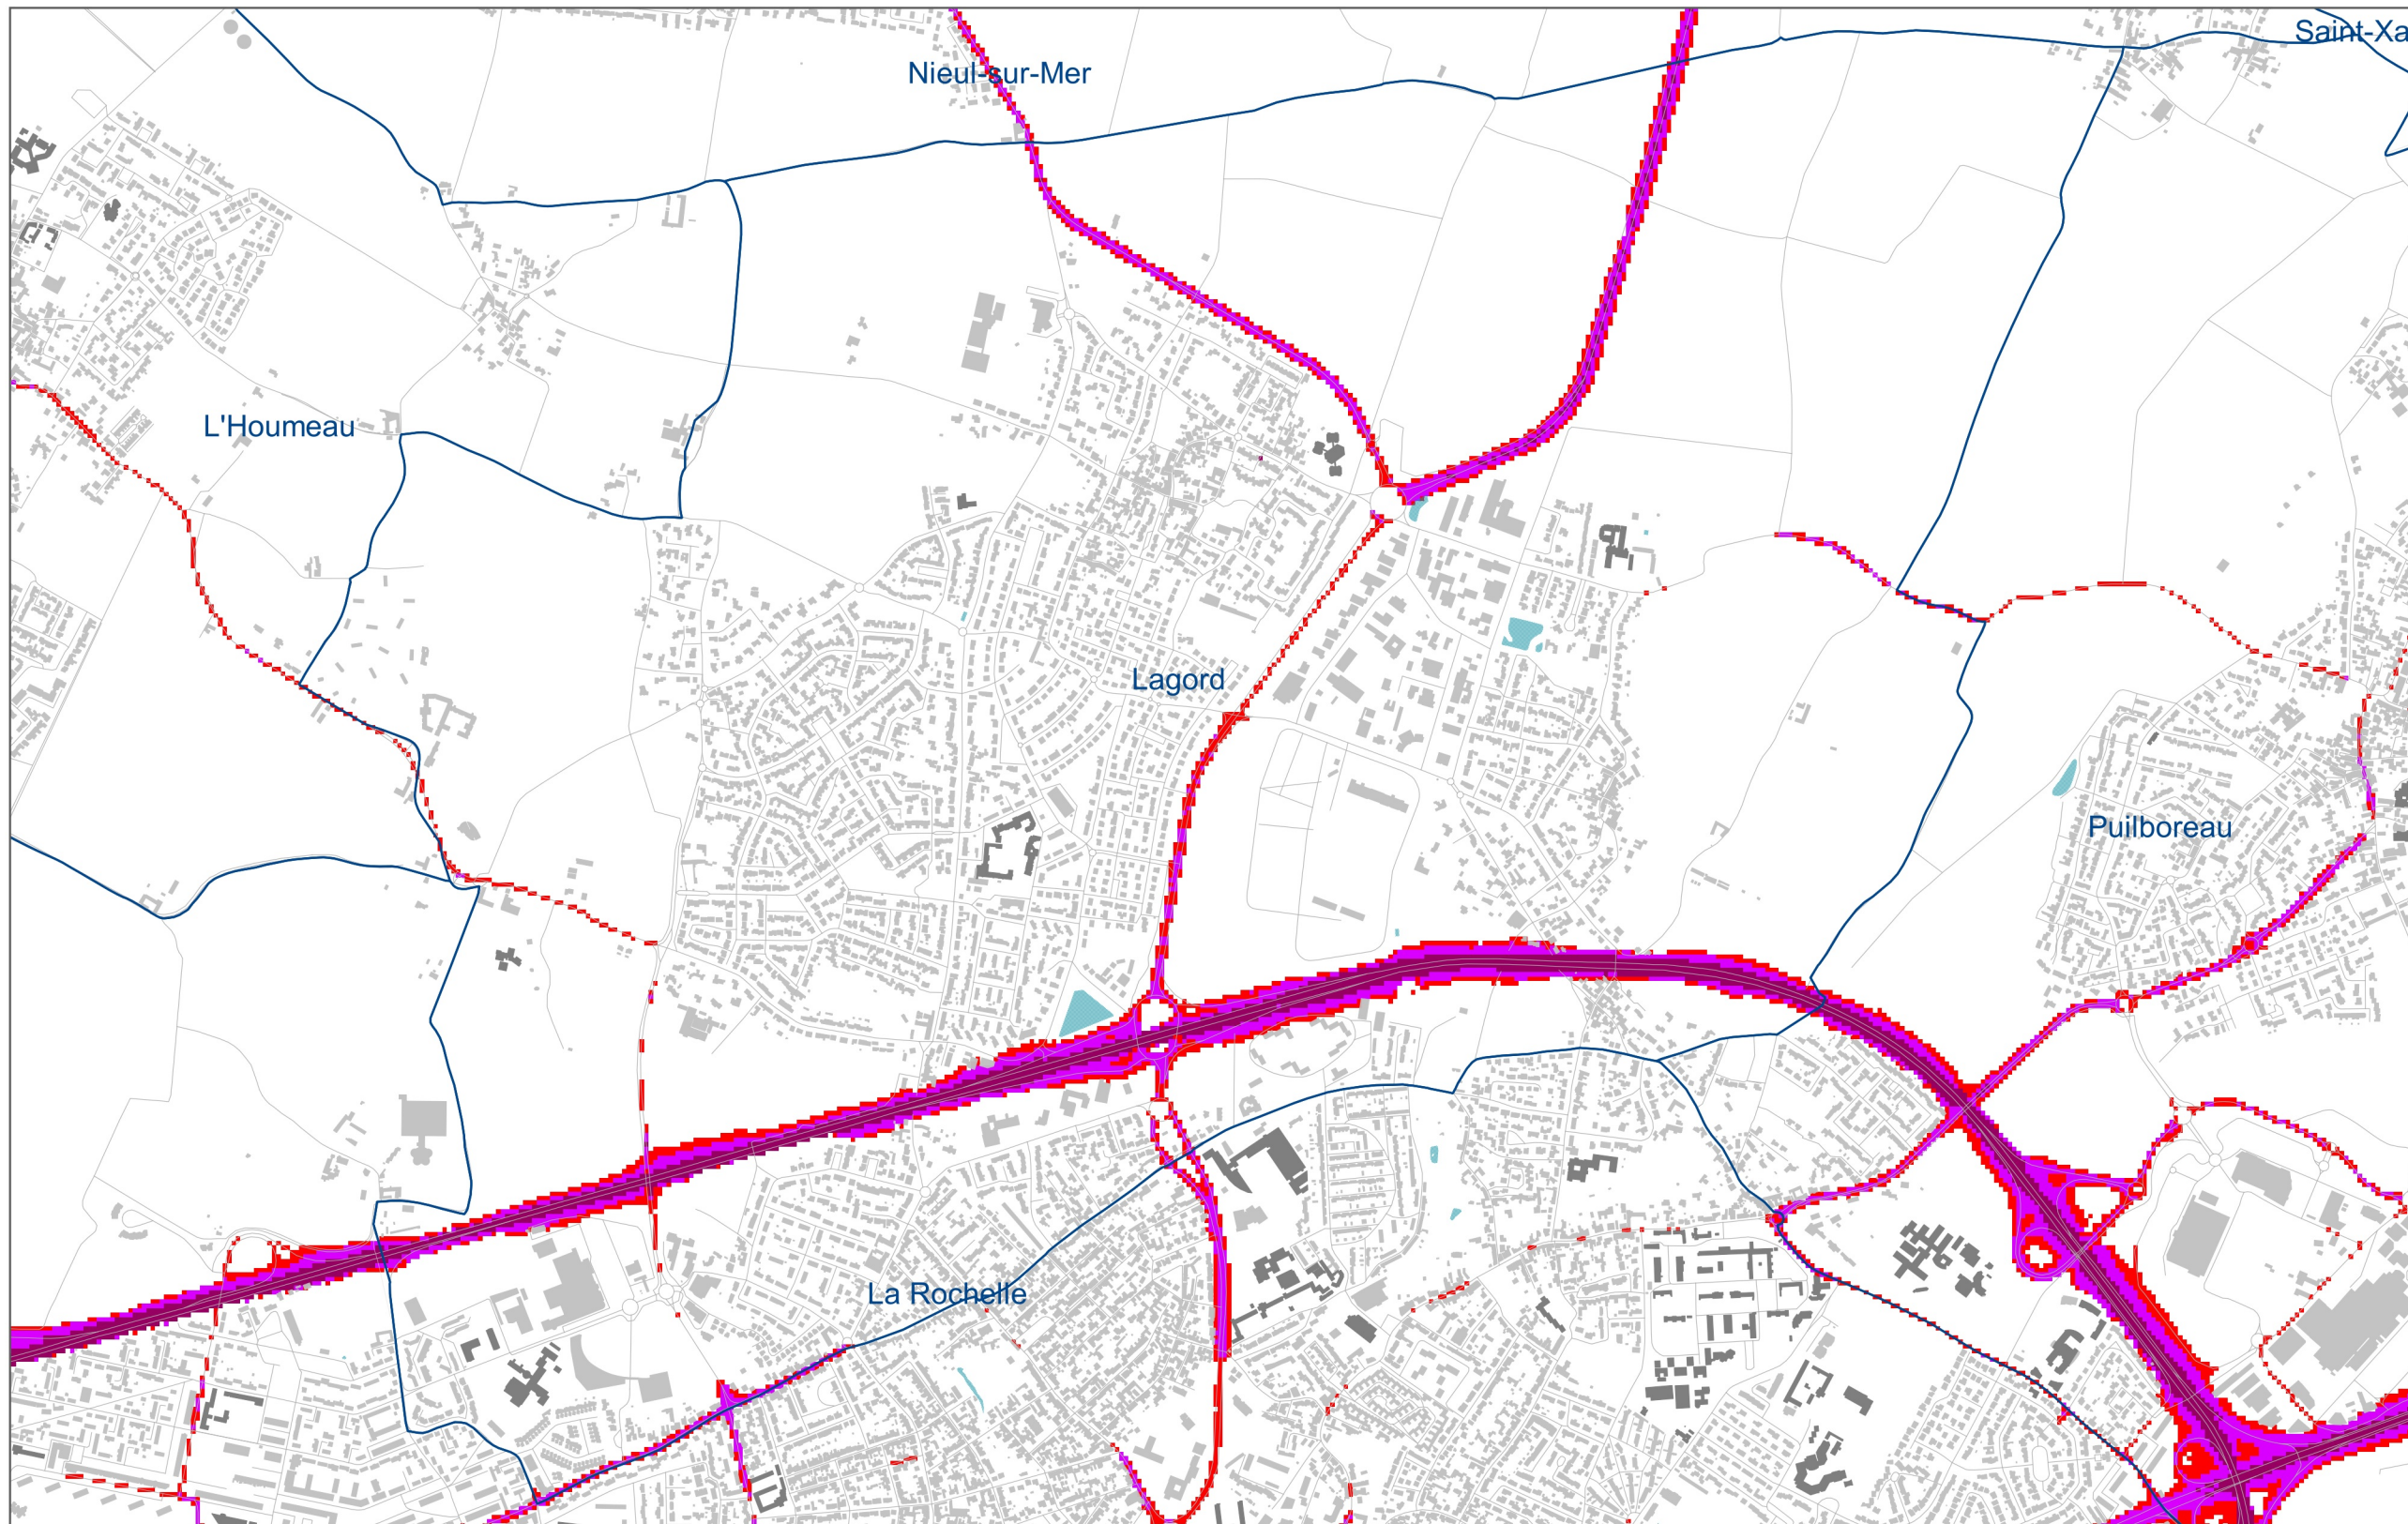 Saint-Xa
Nieul-sur-Mer
L'Houmeau
Lagord
Puilboreau
La Rochelle